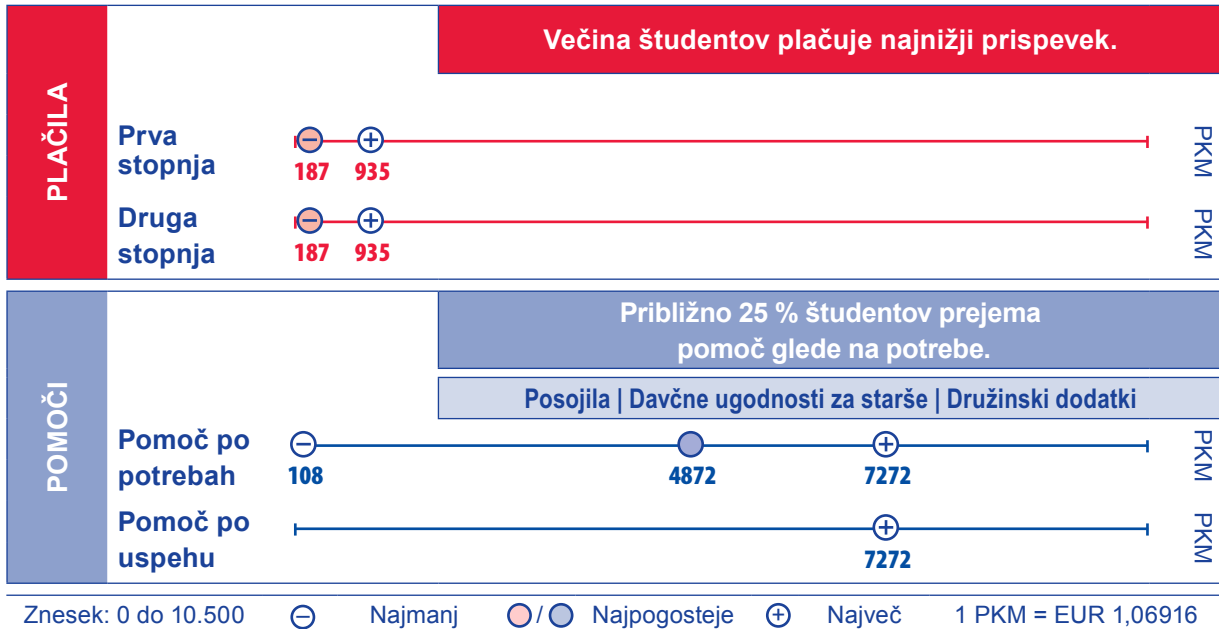 PLAČILA
Večina študentov plačuje najnižji prispevek.
Prva
stopnja
187 935
PKM
Druga
stopnja
187 935
PKM
POMOČI
Približno 25 % študentov prejema
pomoč glede na potrebe.
Posojila | Davčne ugodnosti za starše | Družinski dodatki
Pomoč po
potrebah
108 4872 7272
PKM
Pomoč po
uspehu
7272
PKM
Znesek: 0 do 10.500 Najmanj / Najpogosteje Največ 1 PKM = EUR 1,06916